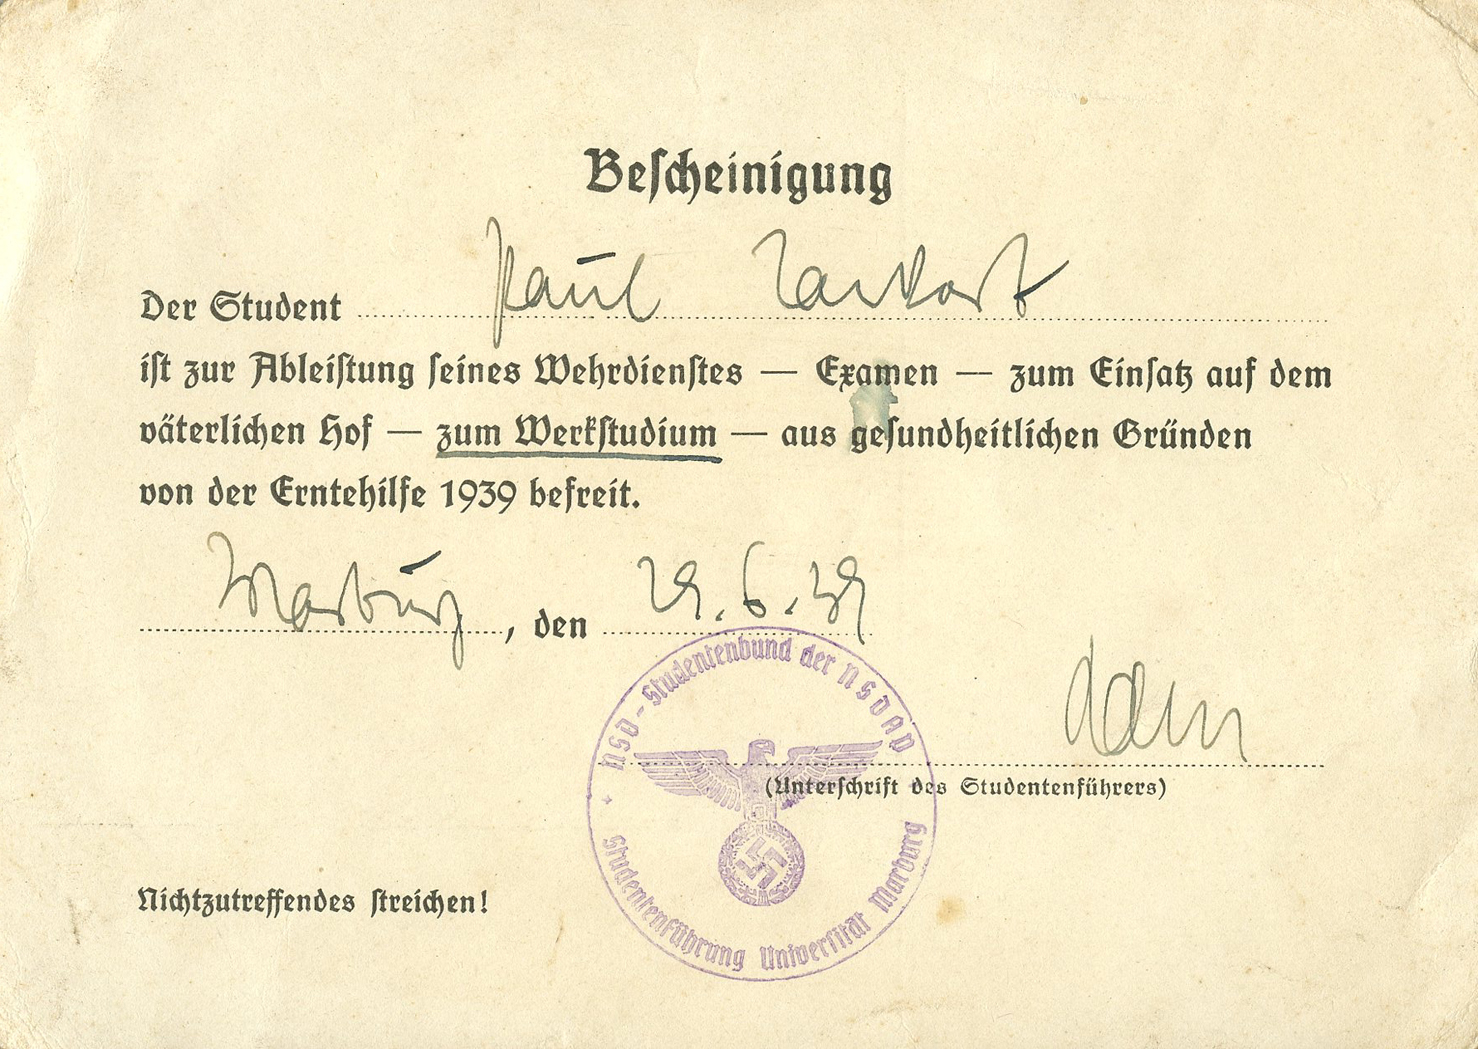 Bescheinigung
Der Student Paul
ist zur Ableistung seines Wehrdienstes — Examen — zum Einsatz auf dem
väterlichen Hof — zum Werkstudium — aus gesundheitlichen Gründen
von der Erntehilfe 1939 befreit.
Marburg, den 29.6.39
NSD-Studentenbund der NSDAP
(Unterschrift des Studentenführers)
Studentenführung Universität Marburg
Nichtzutreffendes streichen!